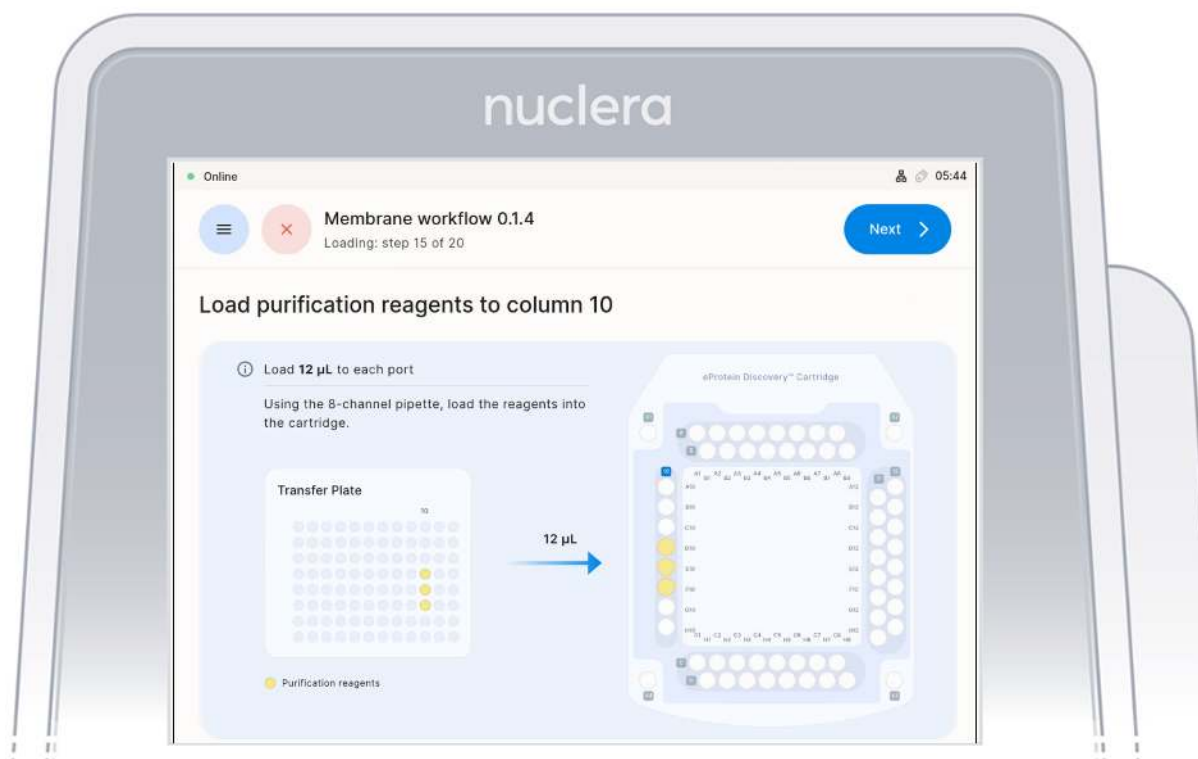 nuclera
Online
05:44
Membrane workflow 0.1.4
Loading: step 15 of 20
Next
Load purification reagents to column 10
Load 12 µL to each port
Using the 8-channel pipette, load the reagents into
the cartridge.
Transfer Plate
10
12 µL
Purification reagents
eProtein Discovery™ Cartridge